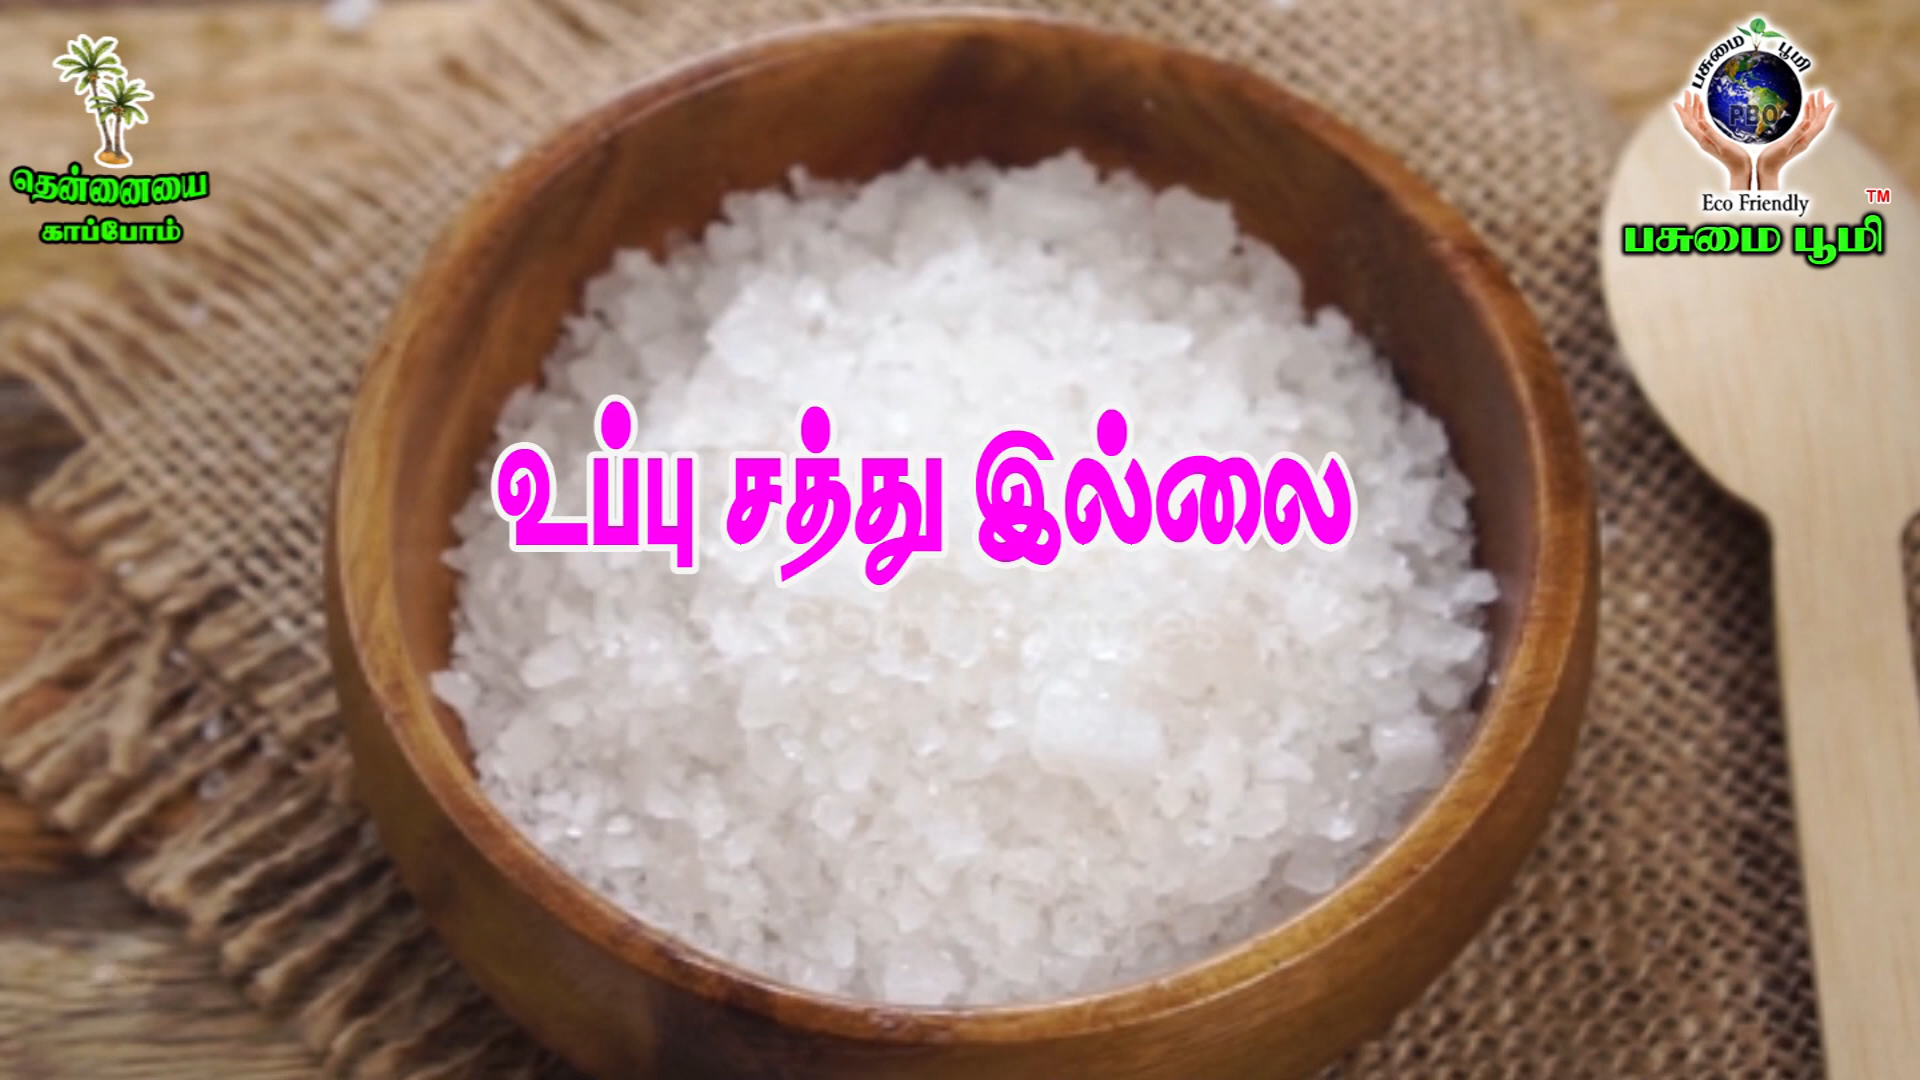 தென்னையை
காப்போம்
பசுமை பூமி
PBO
Eco Friendly
TM
பசுமை பூமி
உப்பு சத்து இல்லை